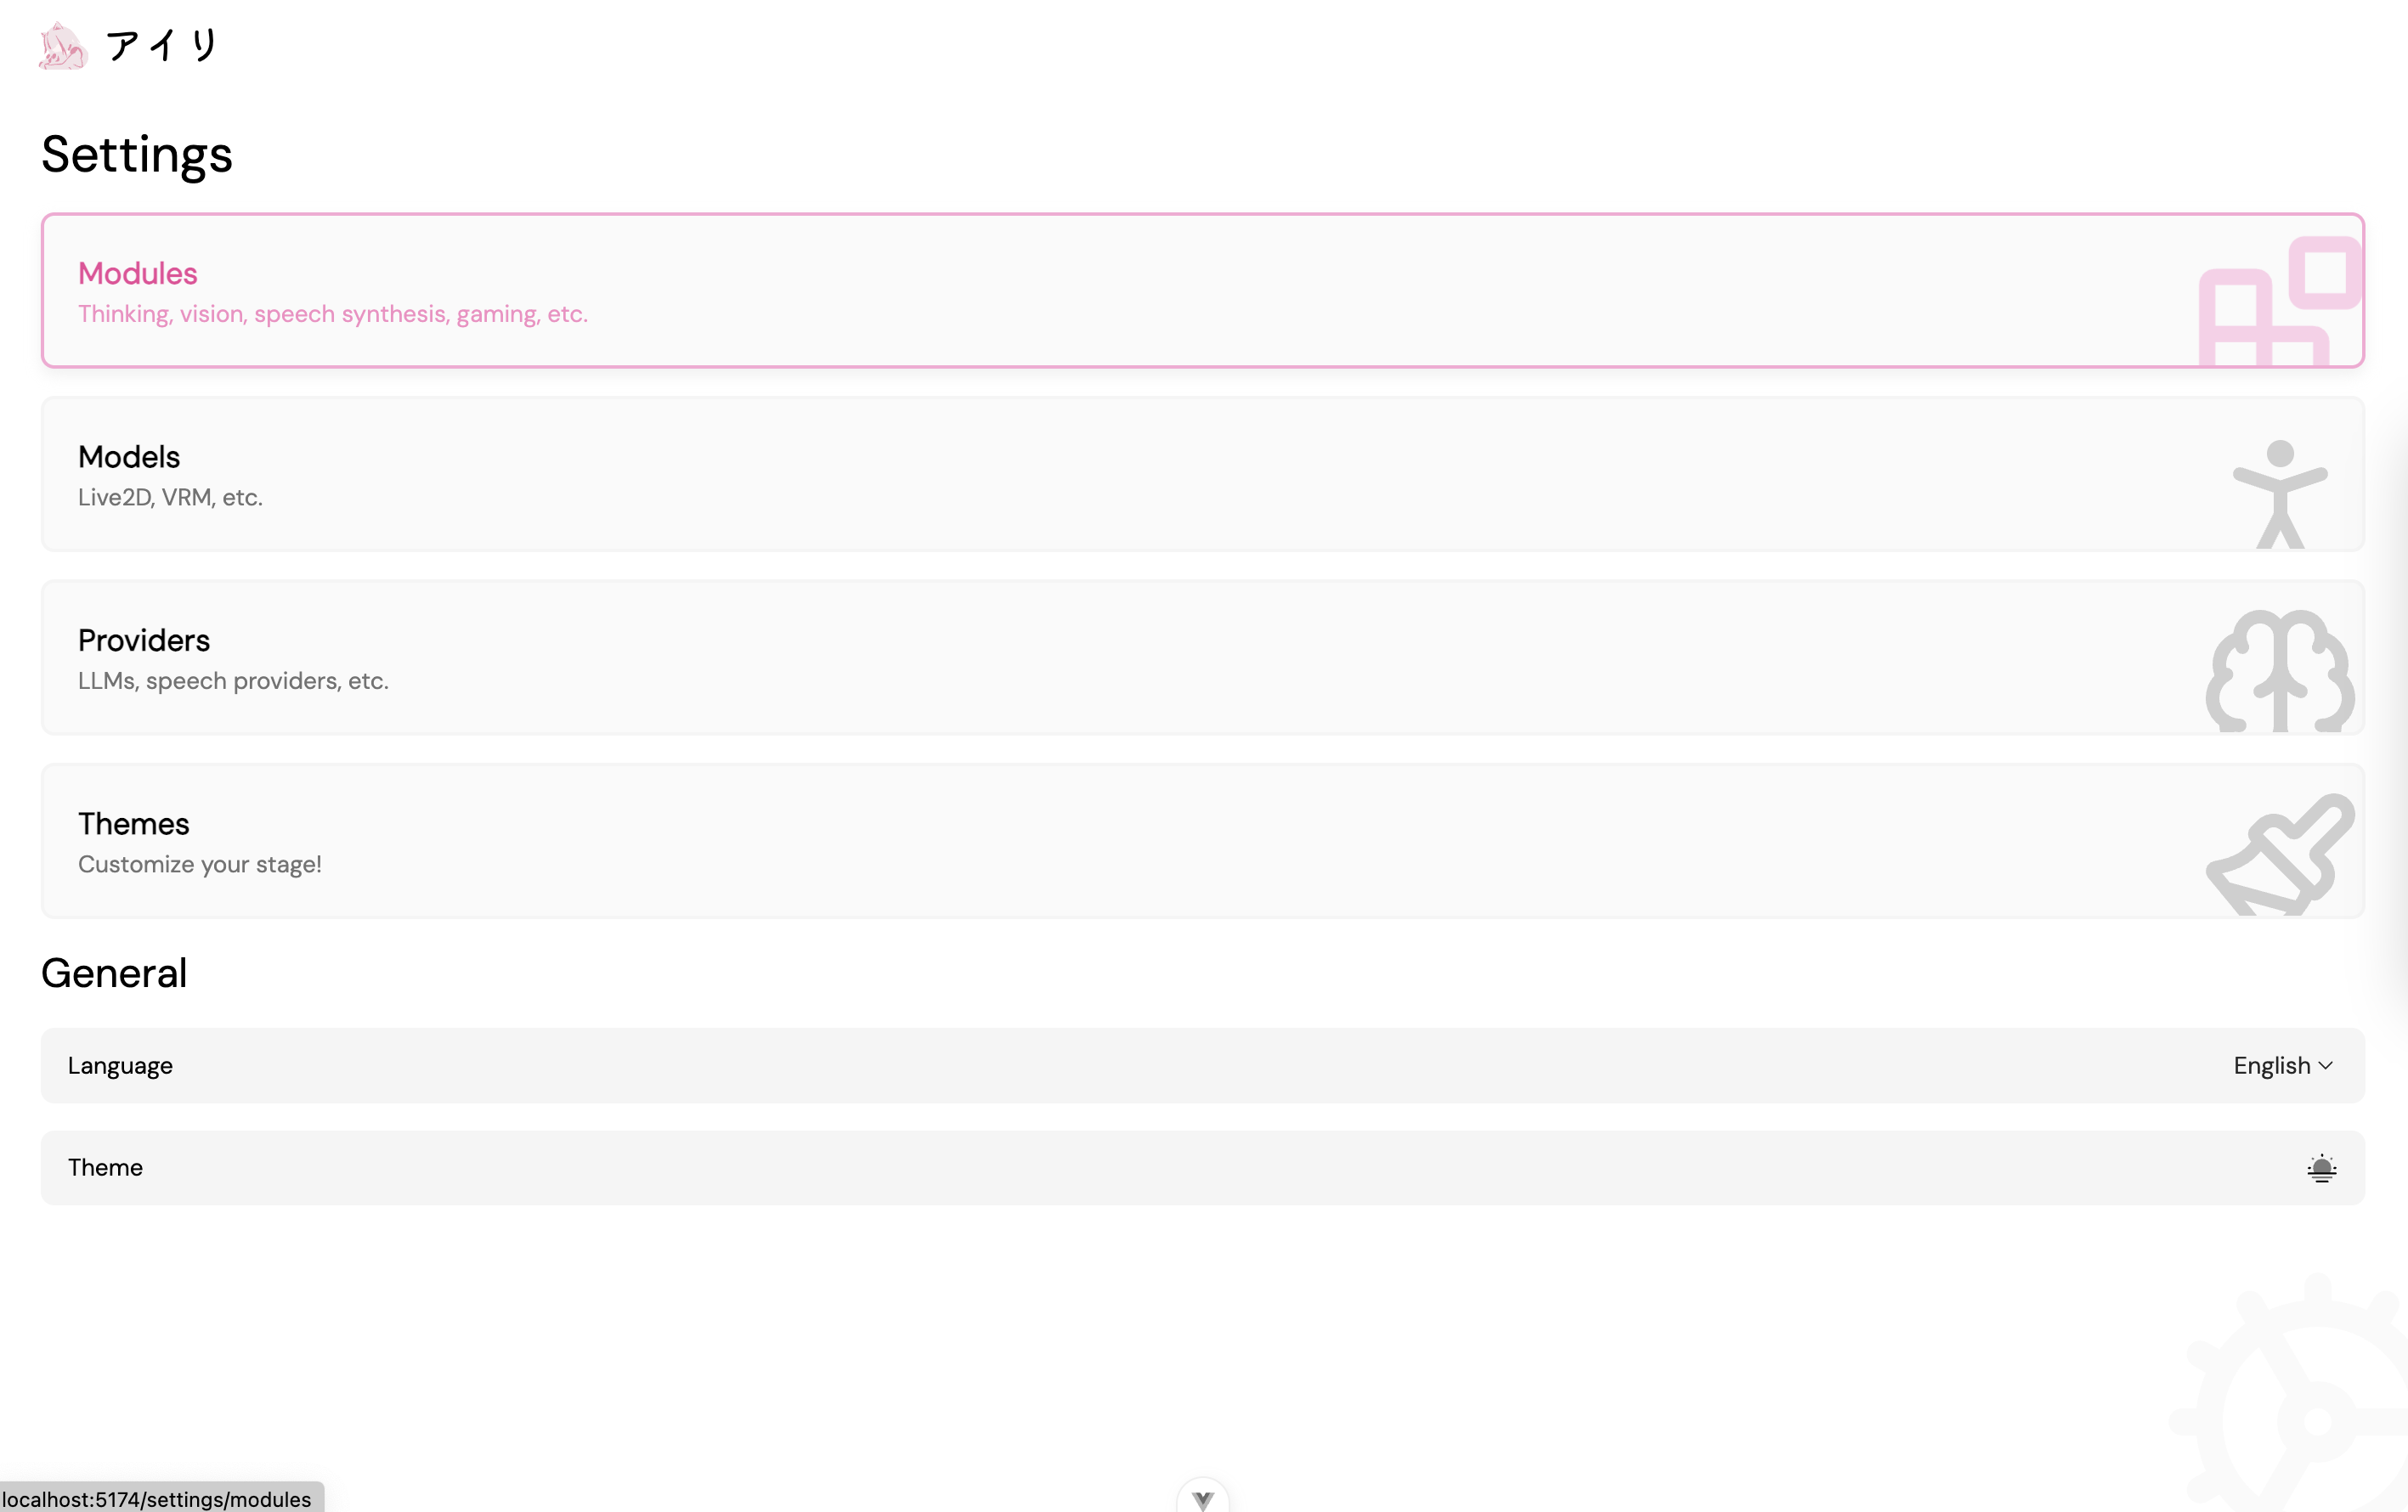 アイリ
Settings
Modules
Thinking, vision, speech synthesis, gaming, etc.
Models
Live2D, VRM, etc.
Providers
LLMs, speech providers, etc.
Themes
Customize your stage!
General
Language
English
Theme
localhost:5174/settings/modules